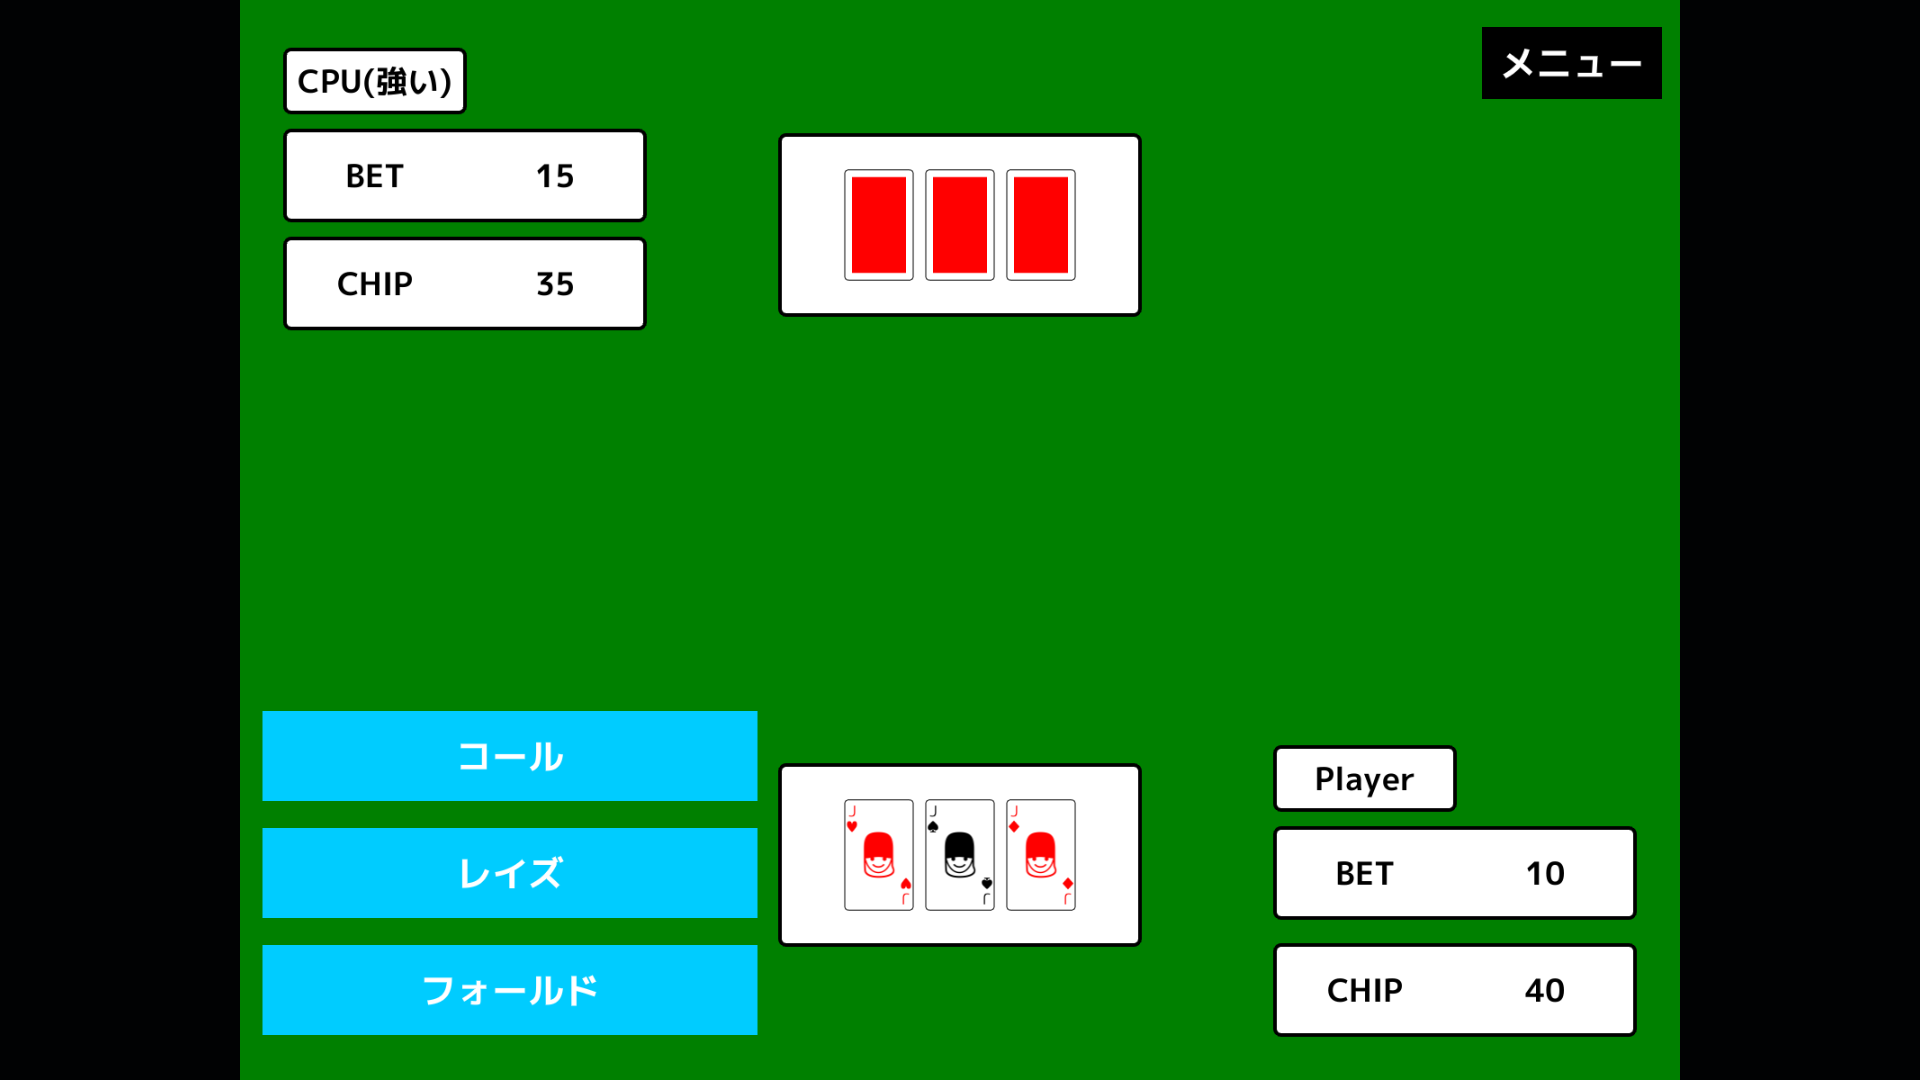 CPU(強い)
メニュー
BET 15
CHIP 35
コール
レイズ
フォールド
J J J
J J J
Player
BET 10
CHIP 40